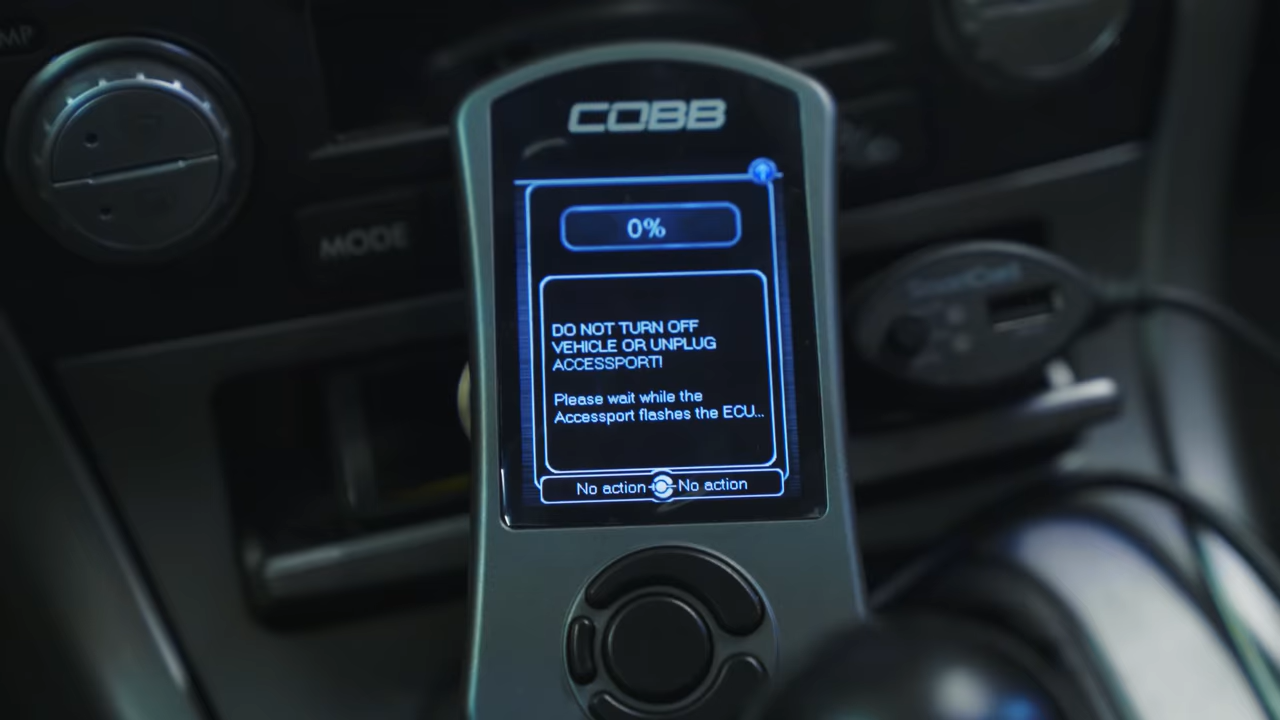 COBB
0%
MODE
DO NOT TURN OFF
VEHICLE OR UNPLUG
ACCESSPORT!
Please wait while the
Accessport flashes the ECU...
No action No action